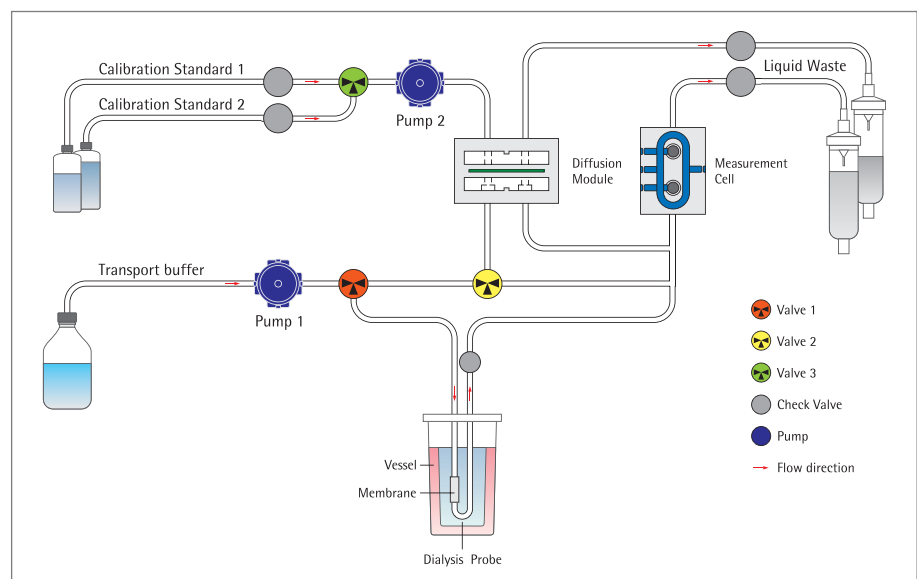 Calibration Standard 1
Calibration Standard 2
Pump 2
Liquid Waste
Diffusion
Module
Measurement
Cell
Transport buffer
Pump 1
Valve 1
Valve 2
Valve 3
Check Valve
Pump
Flow direction
Vessel
Membrane
Dialysis Probe